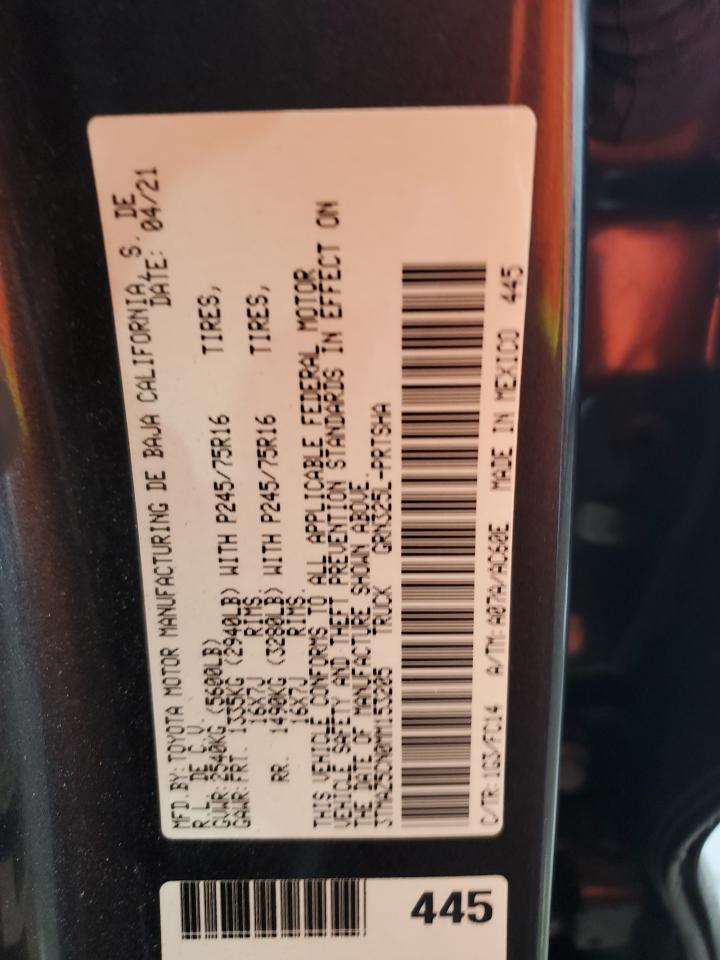 MFD.BY:TOYOTA MOTOR MANUFACTURING DE BAJA CALIFORNIA, S. DE
R.L. DE C.V. DATE: 04/21
GVWR:2540KG (5600LB)
GAWR:FRT. 1335KG (2940LB) WITH P245/75R16 TIRES,
16X7J RIMS.
RR. 1490KG (3280LB) WITH P245/75R16 TIRES,
16X7J RIMS.
THIS VEHICLE CONFORMS TO ALL APPLICABLE FEDERAL MOTOR
VEHICLE SAFETY AND THEFT PREVENTION STANDARDS IN EFFECT ON
THE DATE OF MANUFACTURE SHOWN ABOVE.
3TMAZ5CN0MM153205 TRUCK GRN325L-PRTSHA
C/TR:1G3/FC14 A/TM:A07A/AC60E MADE IN MEXICO 445
445